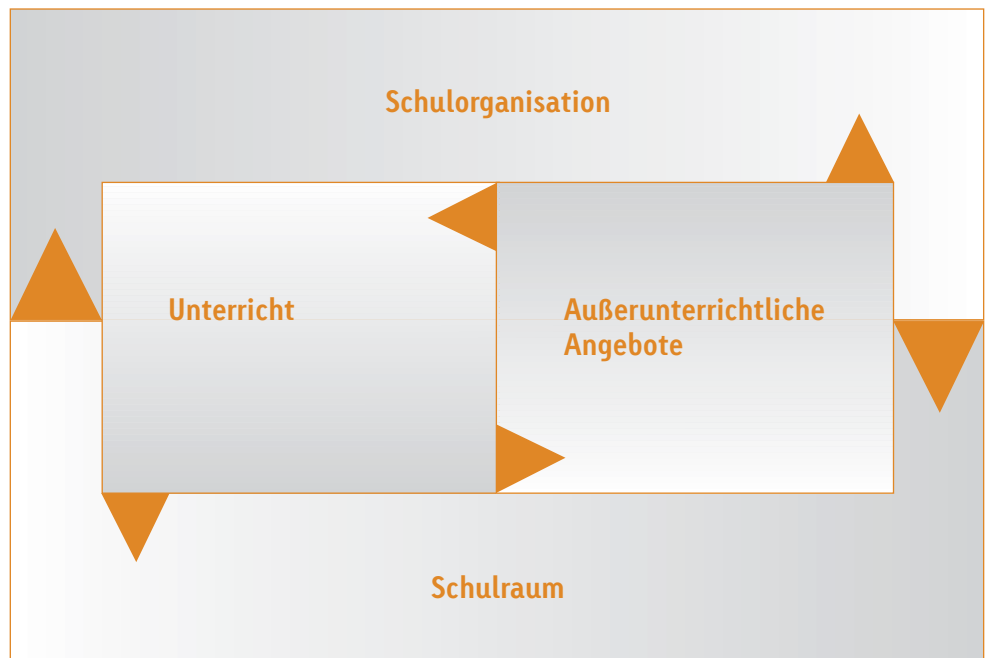 Schulorganisation
Unterricht
Außerunterrichtliche
Angebote
Schulraum